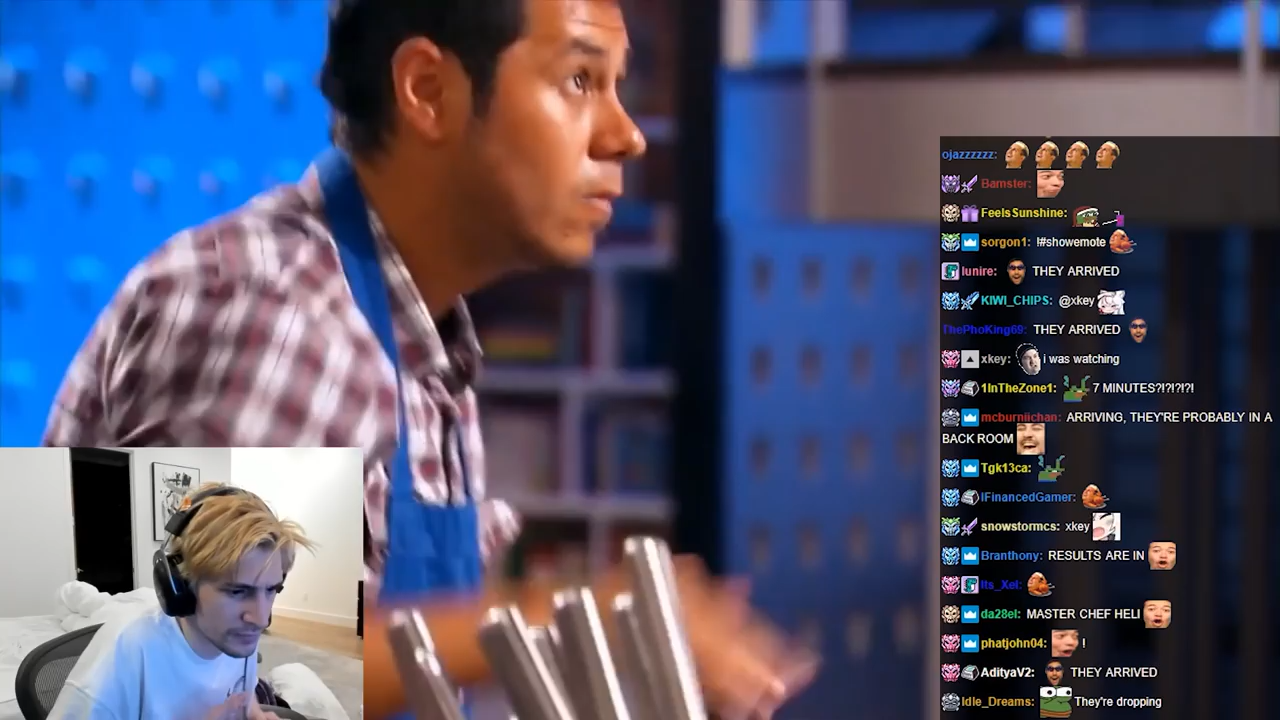 ojazzzzzz:
Bamster:
FeelsSunshine:
sorgon1: !#showemote
lunire: THEY ARRIVED
KIWI_CHIPS: @xkey
ThePhoKing69: THEY ARRIVED
xkey: i was watching
1InTheZone1: 7 MINUTES?!?!?!?!
mcburniichan: ARRIVING, THEY'RE PROBABLY IN A
BACK ROOM
Tgk13ca:
IFinancedGamer:
snowstormcs: xkey
Branthony: RESULTS ARE IN
Its_Xel:
da28el: MASTER CHEF HELI
phatjohn04: !
AdityaV2: THEY ARRIVED
Idle_Dreams: They're dropping